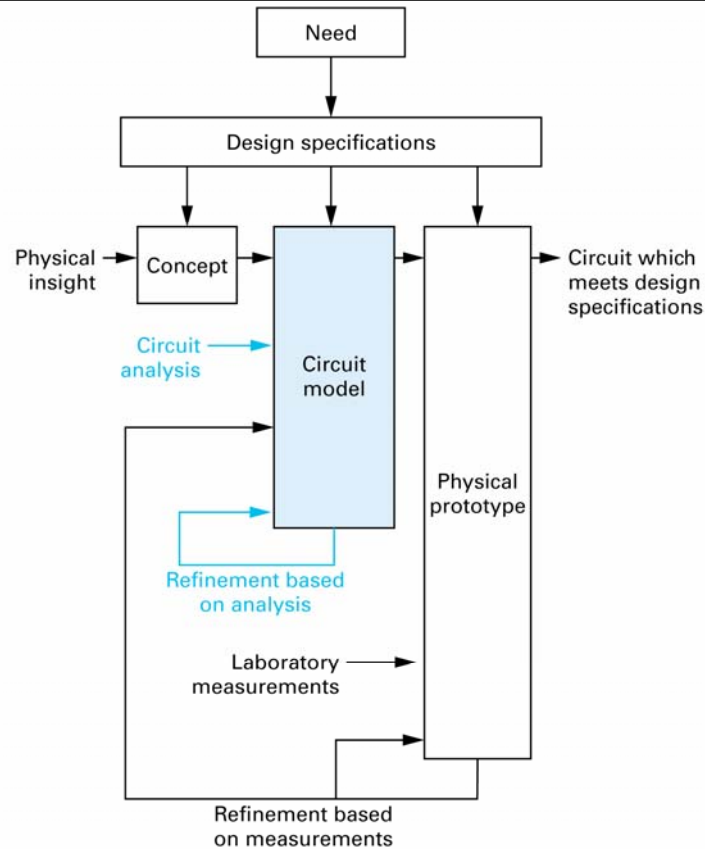 Need
Design specifications
Physical
insight
Concept
Circuit which
meets design
specifications
Circuit
analysis
Circuit
model
Physical
prototype
Refinement based
on analysis
Laboratory
measurements
Refinement based
on measurements